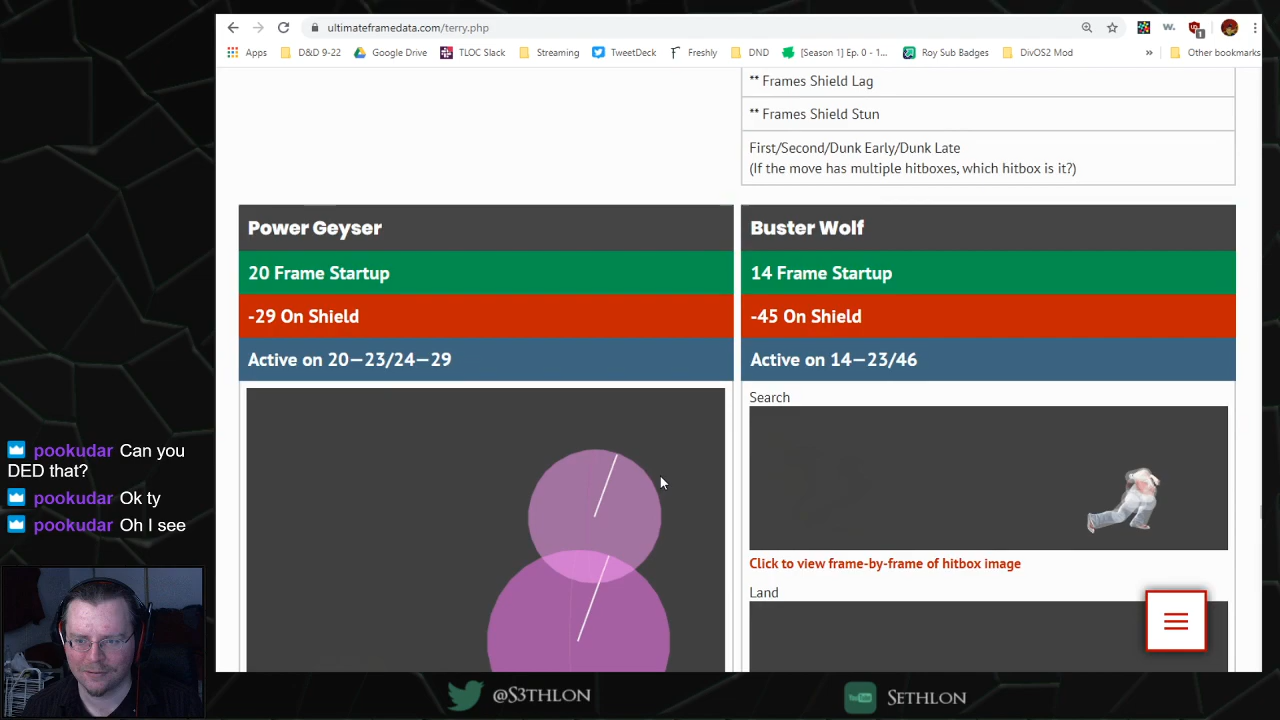 ultimateframedata.com/terry.php
Apps D&D 9-22 Google Drive TLOC Slack Streaming TweetDeck Freshly DND [Season 1] Ep. 0 - 1... Roy Sub Badges DivOS2 Mod » Other bookmarks
** Frames Shield Lag
** Frames Shield Stun
First/Second/Dunk Early/Dunk Late
(If the move has multiple hitboxes, which hitbox is it?)
Power Geyser
20 Frame Startup
-29 On Shield
Active on 20—23/24—29
Buster Wolf
14 Frame Startup
-45 On Shield
Active on 14—23/46
Search
Click to view frame-by-frame of hitbox image
Land
pookudar Can you
DED that?
pookudar Ok ty
pookudar Oh I see
@S3THLON
SETHLON